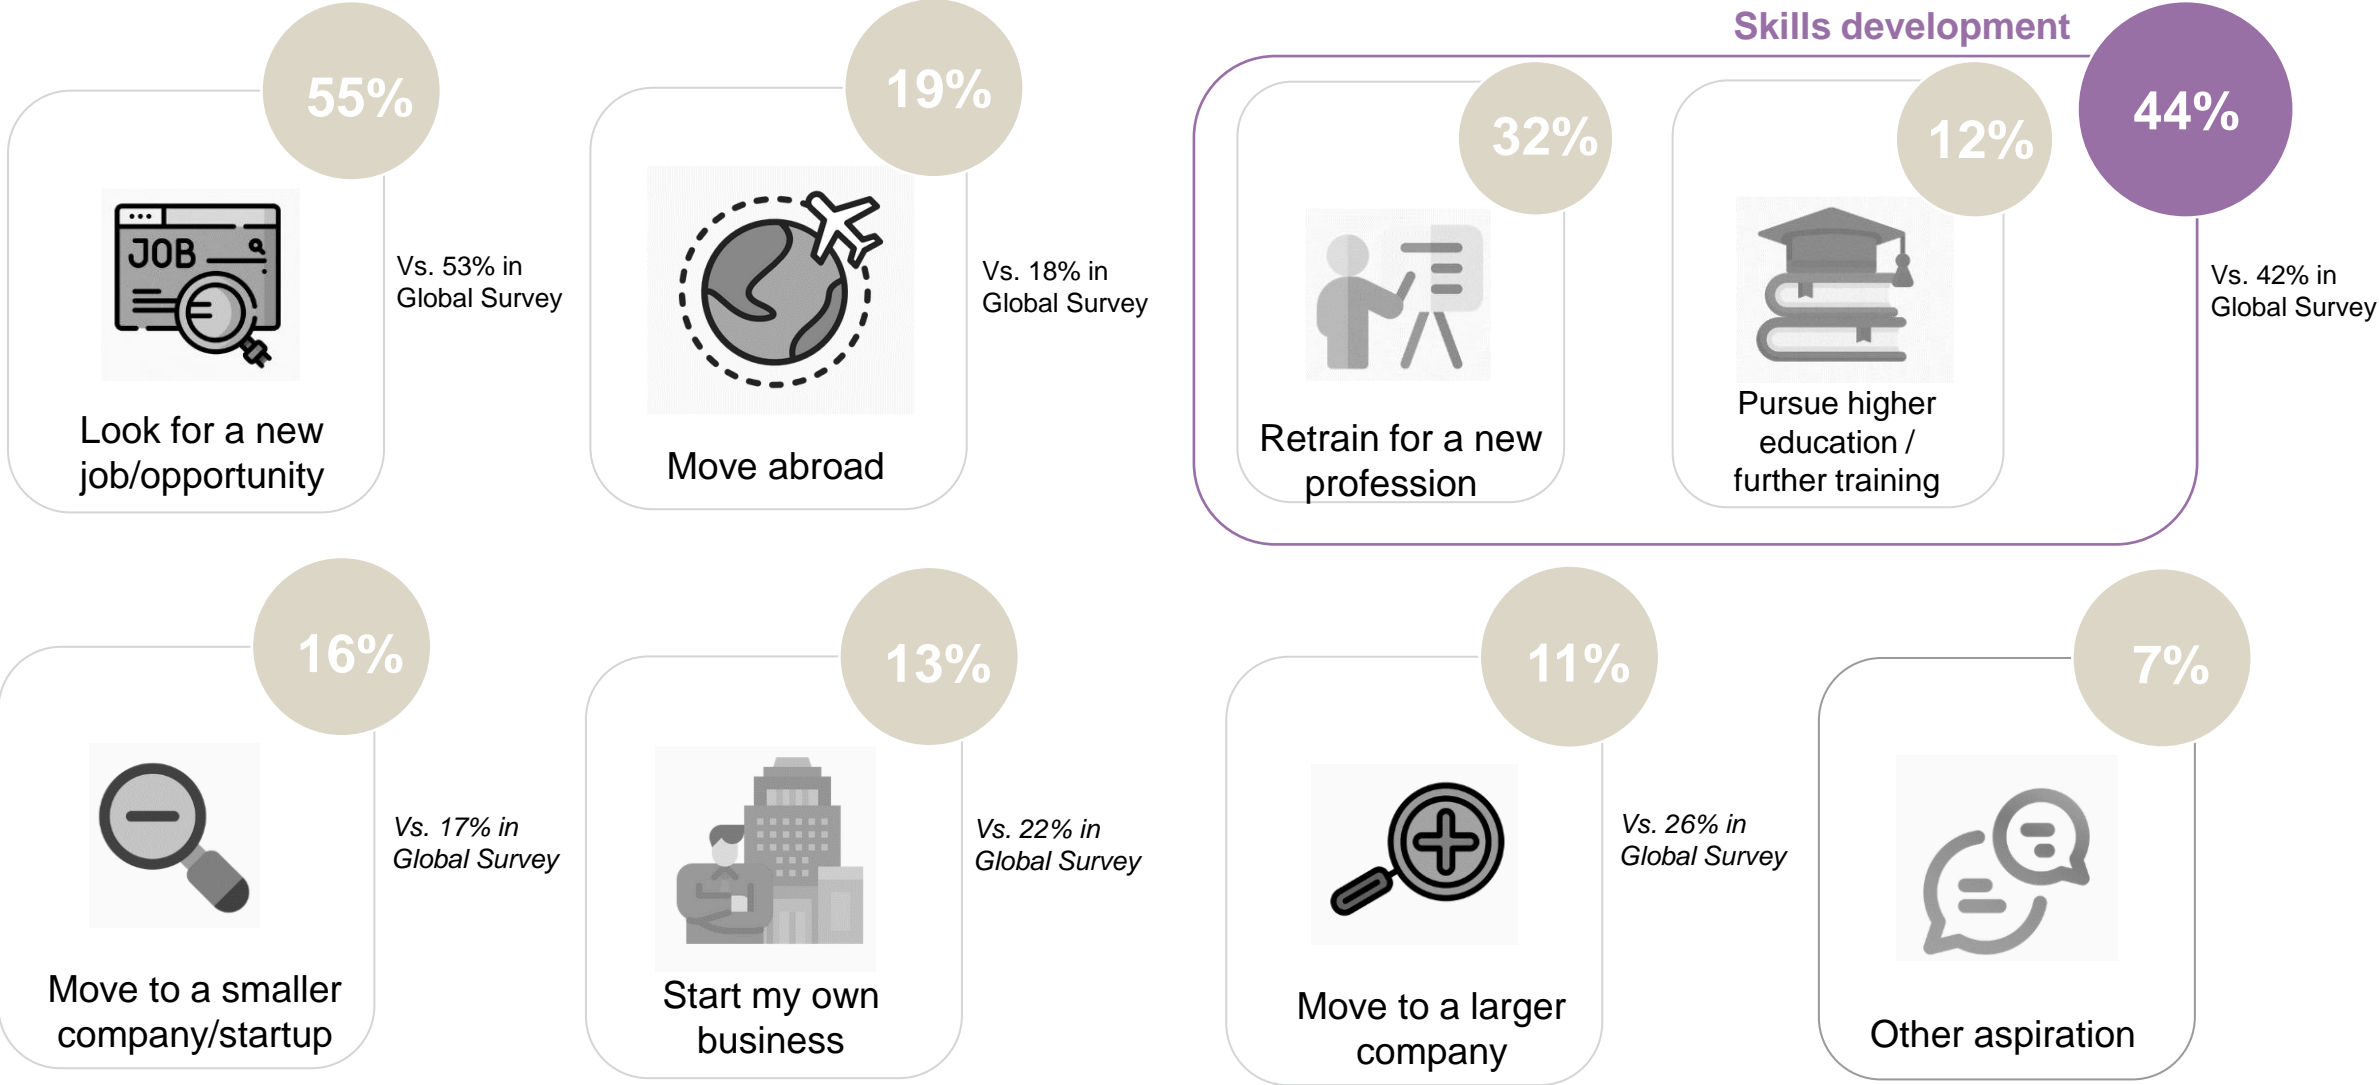 55%
JOB
Look for a new
job/opportunity
Vs. 53% in
Global Survey
19%
Move abroad
Vs. 18% in
Global Survey
Skills development
44%
32%
Retrain for a new
profession
12%
Pursue higher
education /
further training
Vs. 42% in
Global Survey
16%
Move to a smaller
company/startup
Vs. 17% in
Global Survey
13%
Start my own
business
Vs. 22% in
Global Survey
11%
Move to a larger
company
Vs. 26% in
Global Survey
7%
Other aspiration